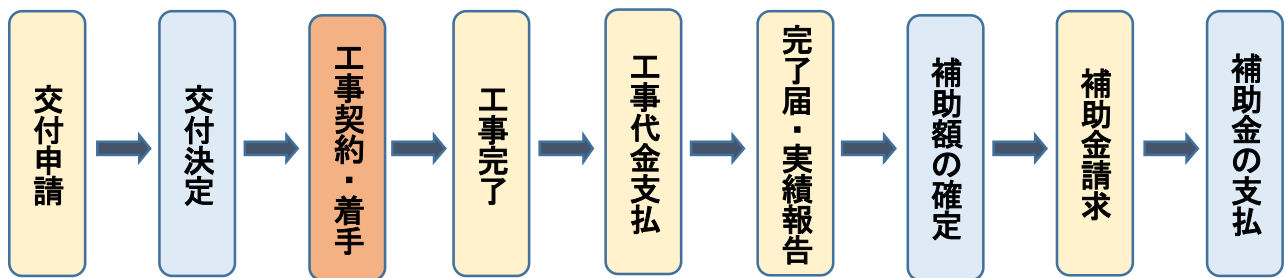 交付申請
交付決定
工事契約・着手
工事完了
工事代金支払
完了届・実績報告
補助額の確定
補助金請求
補助金の支払